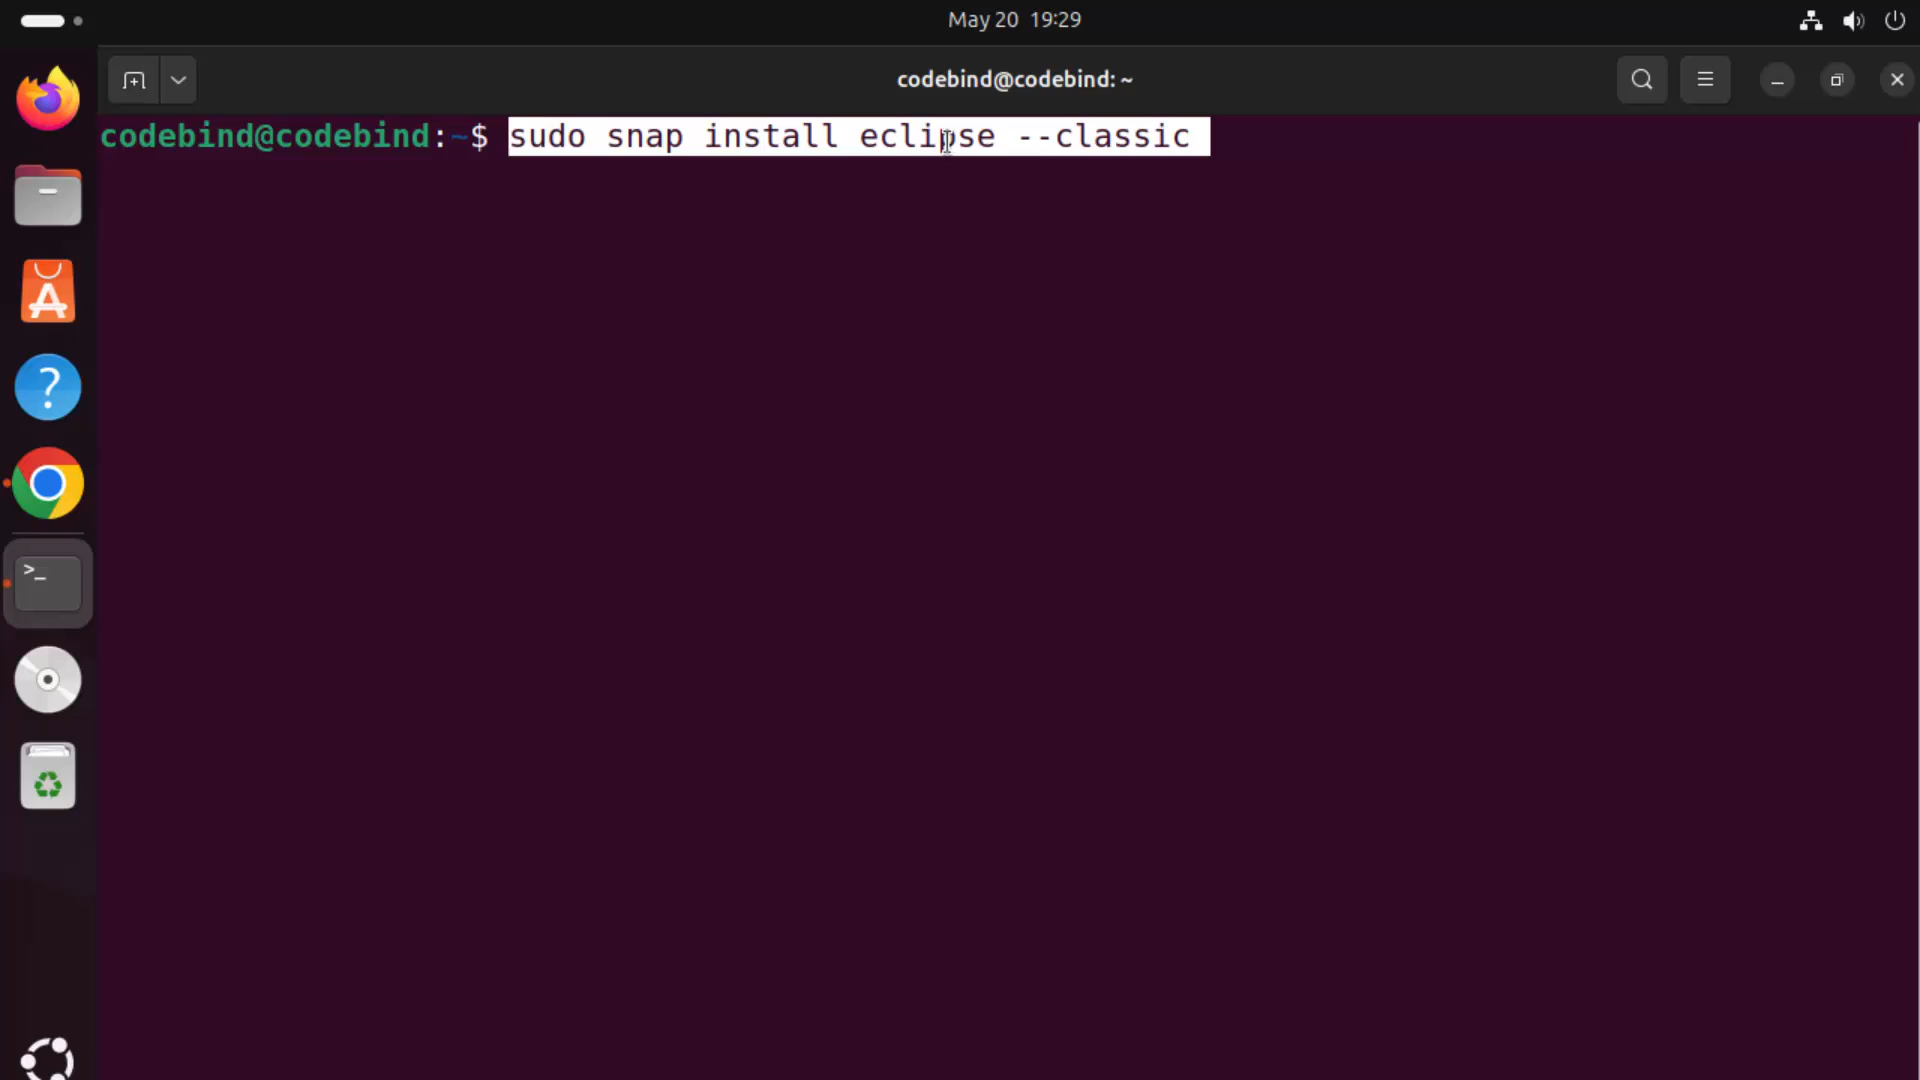 May 20 19:29
codebind@codebind: ~
codebind@codebind:~$ sudo snap install eclipse --classic
>_